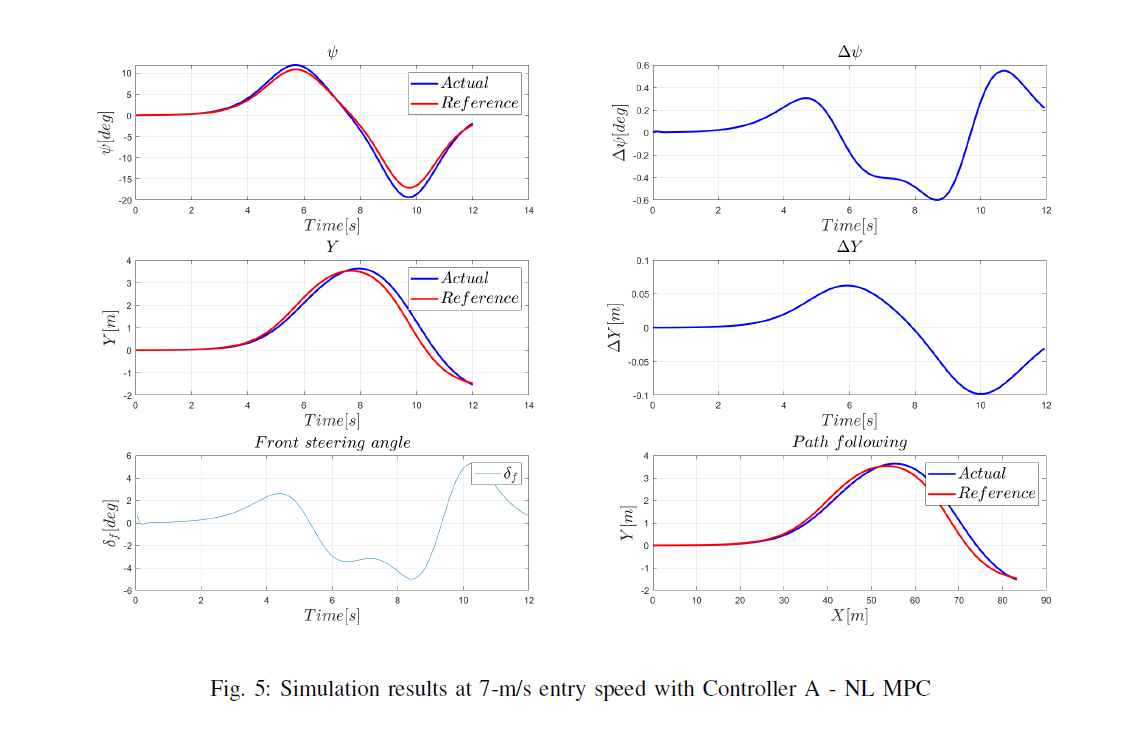 ψ
10
5
0
-5
-10
-15
-20
ψ[deg]
0 2 4 6 8 10 12 14
Time[s]
Actual
Reference
Δψ
0.6
0.4
0.2
0
-0.2
-0.4
-0.6
Δψ[deg]
0 2 4 6 8 10 12
Time[s]
Y
4
3
2
1
0
-1
-2
Y[m]
0 2 4 6 8 10 12 14
Time[s]
Actual
Reference
ΔY
0.1
0.05
0
-0.05
-0.1
ΔY[m]
0 2 4 6 8 10 12
Time[s]
Front steering angle
6
4
2
0
-2
-4
-6
δf[deg]
0 2 4 6 8 10 12
Time[s]
δf
Path following
4
3
2
1
0
-1
-2
Y[m]
0 10 20 30 40 50 60 70 80 90
X[m]
Actual
Reference
Fig. 5: Simulation results at 7-m/s entry speed with Controller A - NL MPC